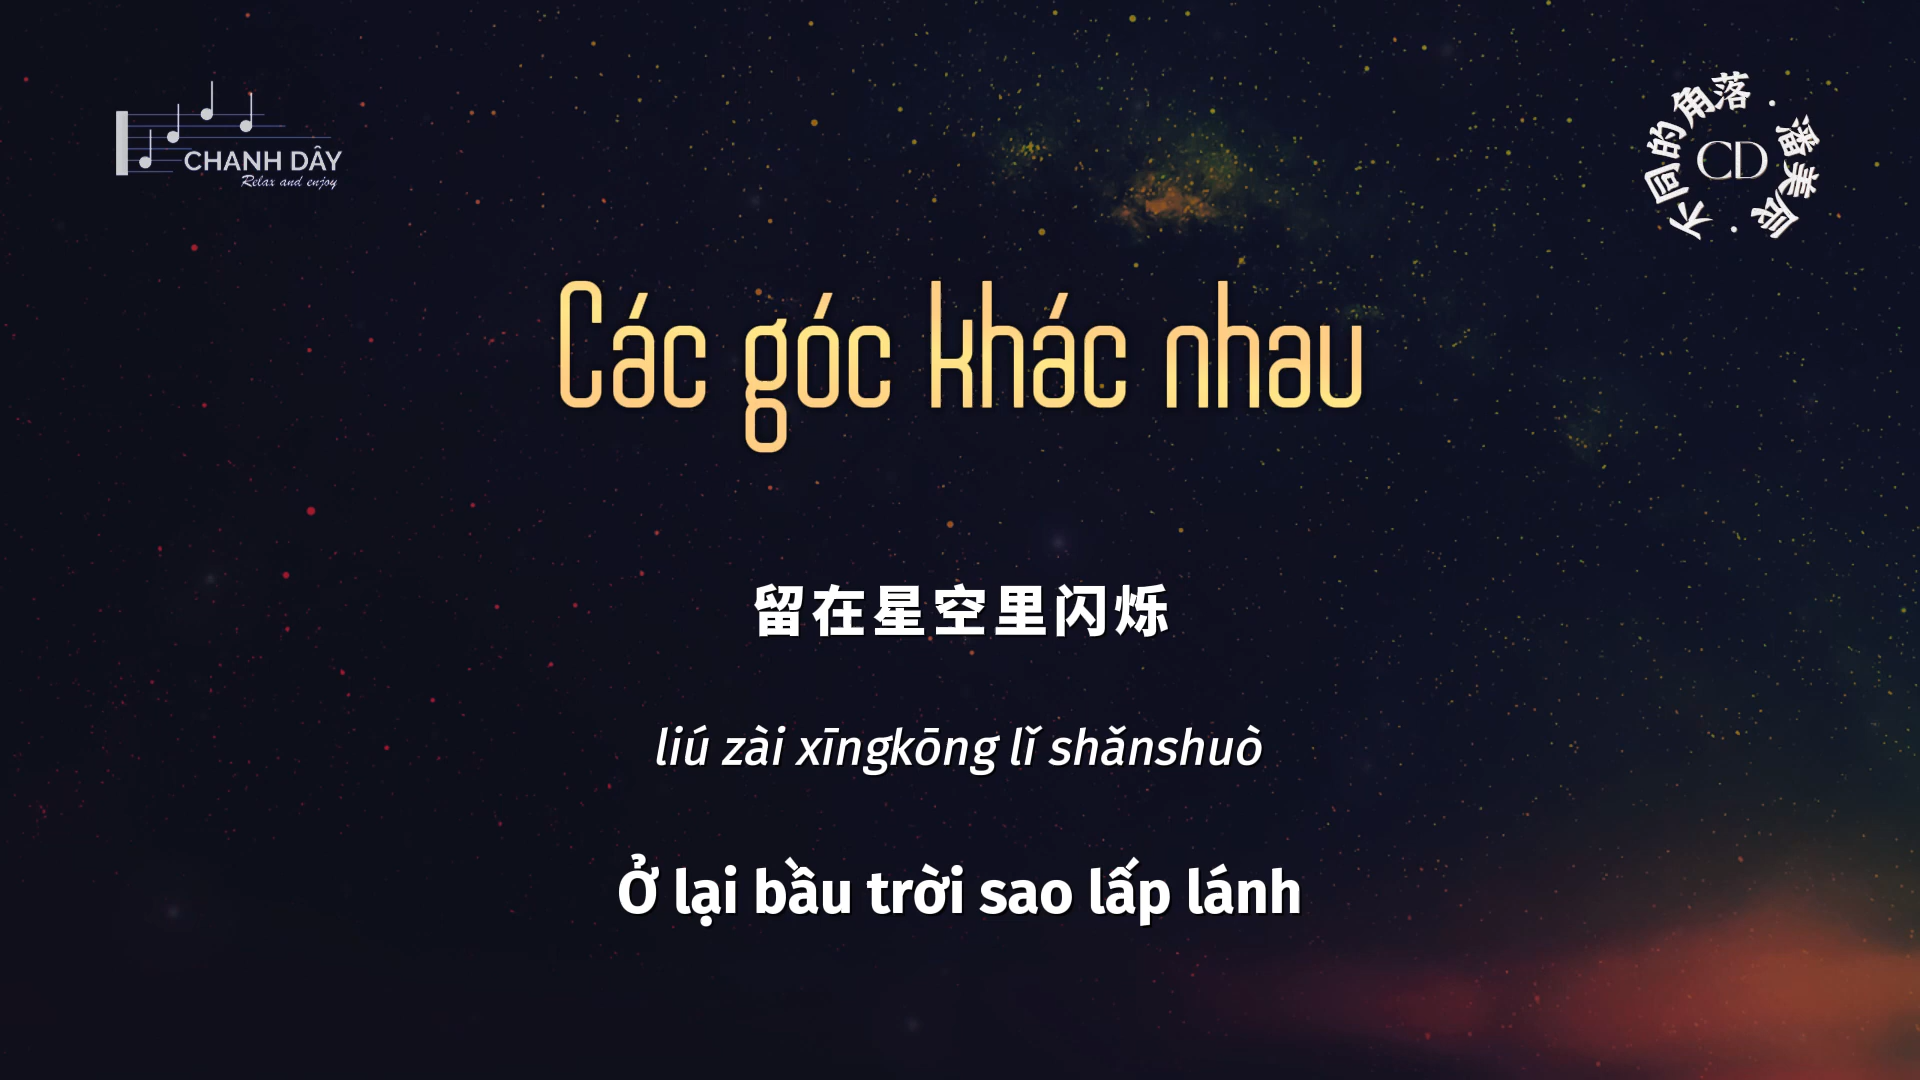 CHANH DÂY
Relax and enjoy
不同的角落 · 潘美辰 ·
CD
Các góc khác nhau
留在星空里闪烁
liú zài xīngkōng lǐ shǎnshuò
Ở lại bầu trời sao lấp lánh